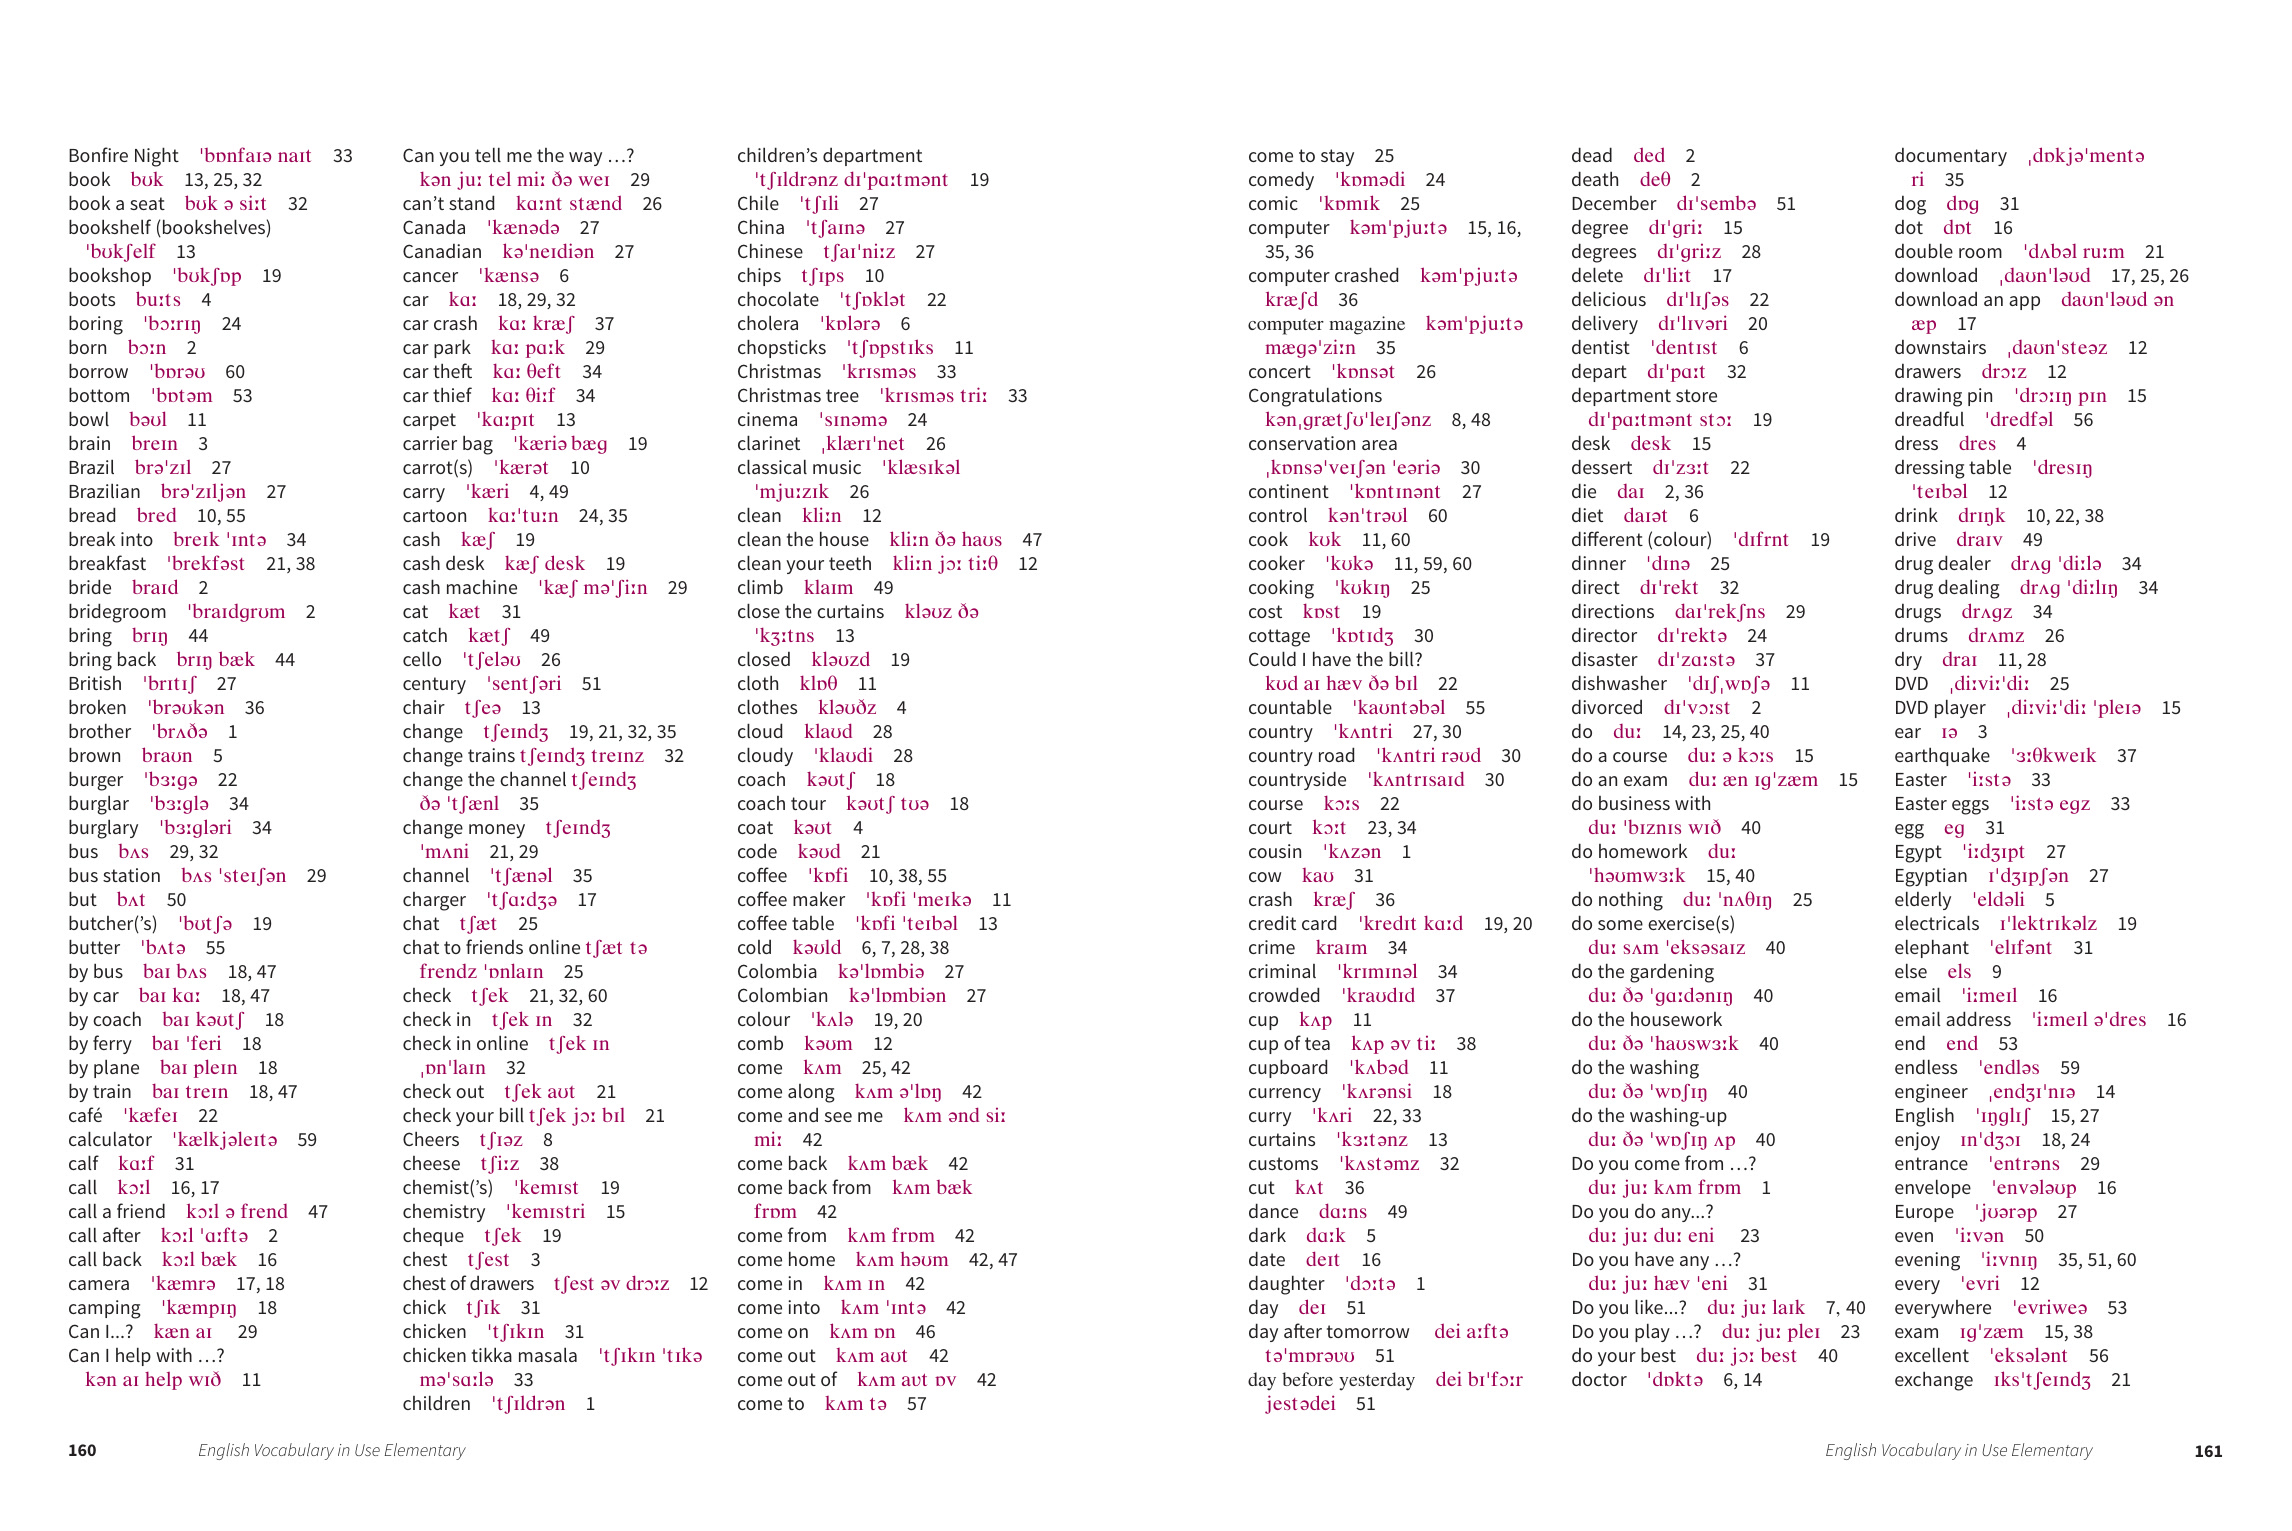 Bonfire Night ˈbɒnfaɪə naɪt 33
book bʊk 13, 25, 32
book a seat bʊk ə siːt 32
bookshelf (bookshelves)
ˈbʊkʃelf 13
bookshop ˈbʊkʃɒp 19
boots buːts 4
boring ˈbɔːrɪŋ 24
born bɔːn 2
borrow ˈbɒrəʊ 60
bottom ˈbɒtəm 53
bowl bəʊl 11
brain breɪn 3
Brazil brəˈzɪl 27
Brazilian brəˈzɪljən 27
bread bred 10, 55
break into breɪk ˈɪntə 34
breakfast ˈbrekfəst 21, 38
bride braɪd 2
bridegroom ˈbraɪdgrʊm 2
bring brɪŋ 44
bring back brɪŋ bæk 44
British ˈbrɪtɪʃ 27
broken ˈbrəʊkən 36
brother ˈbrʌðə 1
brown braʊn 5
burger ˈbɜːgə 22
burglar ˈbɜːglə 34
burglary ˈbɜːgləri 34
bus bʌs 29, 32
bus station bʌs ˈsteɪʃən 29
but bʌt 50
butcher(’s) ˈbʊtʃə 19
butter ˈbʌtə 55
by bus baɪ bʌs 18, 47
by car baɪ kɑː 18, 47
by coach baɪ kəʊtʃ 18
by ferry baɪ ˈferi 18
by plane baɪ pleɪn 18
by train baɪ treɪn 18, 47
café ˈkæfeɪ 22
calculator ˈkælkjəleɪtə 59
calf kɑːf 31
call kɔːl 16, 17
call a friend kɔːl ə frend 47
call after kɔːl ˈɑːftə 2
call back kɔːl bæk 16
camera ˈkæmrə 17, 18
camping ˈkæmpɪŋ 18
Can I...? kæn aɪ 29
Can I help with …?
kən aɪ help wɪð 11
Can you tell me the way …?
kən juː tel miː ðə weɪ 29
can’t stand kɑːnt stænd 26
Canada ˈkænədə 27
Canadian kəˈneɪdiən 27
cancer ˈkænsə 6
car kɑː 18, 29, 32
car crash kɑː kræʃ 37
car park kɑː pɑːk 29
car theft kɑː θeft 34
car thief kɑː θiːf 34
carpet ˈkɑːpɪt 13
carrier bag ˈkæriə bæg 19
carrot(s) ˈkærət 10
carry ˈkæri 4, 49
cartoon kɑːˈtuːn 24, 35
cash kæʃ 19
cash desk kæʃ desk 19
cash machine ˈkæʃ məˈʃiːn 29
cat kæt 31
catch kætʃ 49
cello ˈtʃeləʊ 26
century ˈsentʃəri 51
chair tʃeə 13
change tʃeɪndʒ 19, 21, 32, 35
change trains tʃeɪndʒ treɪnz 32
change the channel tʃeɪndʒ
ðə ˈtʃænl 35
change money tʃeɪndʒ
ˈmʌni 21, 29
channel ˈtʃænəl 35
charger ˈtʃɑːdʒə 17
chat tʃæt 25
chat to friends online tʃæt tə
frendz ˈɒnlaɪn 25
check tʃek 21, 32, 60
check in tʃek ɪn 32
check in online tʃek ɪn
ˌɒnˈlaɪn 32
check out tʃek aʊt 21
check your bill tʃek jɔː bɪl 21
Cheers tʃɪəz 8
cheese tʃiːz 38
chemist(’s) ˈkemɪst 19
chemistry ˈkemɪstri 15
cheque tʃek 19
chest tʃest 3
chest of drawers tʃest əv drɔːz 12
chick tʃɪk 31
chicken ˈtʃɪkɪn 31
chicken tikka masala ˈtʃɪkɪn ˈtɪkə
məˈsɑːlə 33
children ˈtʃɪldrən 1
children’s department
ˈtʃɪldrənz dɪˈpɑːtmənt 19
Chile ˈtʃɪli 27
China ˈtʃaɪnə 27
Chinese tʃaɪˈniːz 27
chips tʃɪps 10
chocolate ˈtʃɒklət 22
cholera ˈkɒlərə 6
chopsticks ˈtʃɒpstɪks 11
Christmas ˈkrɪsməs 33
Christmas tree ˈkrɪsməs triː 33
cinema ˈsɪnəmə 24
clarinet ˌklærɪˈnet 26
classical music ˈklæsɪkəl
ˈmjuːzɪk 26
clean kliːn 12
clean the house kliːn ðə haʊs 47
clean your teeth kliːn jɔː tiːθ 12
climb klaɪm 49
close the curtains kləʊz ðə
ˈkʒːtns 13
closed kləʊzd 19
cloth klɒθ 11
clothes kləʊðz 4
cloud klaʊd 28
cloudy ˈklaʊdi 28
coach kəʊtʃ 18
coach tour kəʊtʃ tʊə 18
coat kəʊt 4
code kəʊd 21
coffee ˈkɒfi 10, 38, 55
coffee maker ˈkɒfi ˈmeɪkə 11
coffee table ˈkɒfi ˈteɪbəl 13
cold kəʊld 6, 7, 28, 38
Colombia kəˈlɒmbiə 27
Colombian kəˈlɒmbiən 27
colour ˈkʌlə 19, 20
comb kəʊm 12
come kʌm 25, 42
come along kʌm əˈlɒŋ 42
come and see me kʌm ənd siː
miː 42
come back kʌm bæk 42
come back from kʌm bæk
frɒm 42
come from kʌm frɒm 42
come home kʌm həʊm 42, 47
come in kʌm ɪn 42
come into kʌm ˈɪntə 42
come on kʌm ɒn 46
come out kʌm aʊt 42
come out of kʌm aʊt ɒv 42
come to kʌm tə 57
160 English Vocabulary in Use Elementary
come to stay 25
comedy ˈkɒmədi 24
comic ˈkɒmɪk 25
computer kəmˈpjuːtə 15, 16,
35, 36
computer crashed kəmˈpjuːtə
kræʃd 36
computer magazine kəmˈpjuːtə
mægəˈziːn 35
concert ˈkɒnsət 26
Congratulations
kənˌgrætʃʊˈleɪʃənz 8, 48
conservation area
ˌkɒnsəˈveɪʃən ˈeəriə 30
continent ˈkɒntɪnənt 27
control kənˈtrəʊl 60
cook kʊk 11, 60
cooker ˈkʊkə 11, 59, 60
cooking ˈkʊkɪŋ 25
cost kɒst 19
cottage ˈkɒtɪdʒ 30
Could I have the bill?
kʊd aɪ hæv ðə bɪl 22
countable ˈkaʊntəbəl 55
country ˈkʌntri 27, 30
country road ˈkʌntri rəʊd 30
countryside ˈkʌntrɪsaɪd 30
course kɔːs 22
court kɔːt 23, 34
cousin ˈkʌzən 1
cow kaʊ 31
crash kræʃ 36
credit card ˈkredɪt kɑːd 19, 20
crime kraɪm 34
criminal ˈkrɪmɪnəl 34
crowded ˈkraʊdɪd 37
cup kʌp 11
cup of tea kʌp əv tiː 38
cupboard ˈkʌbəd 11
currency ˈkʌrənsi 18
curry ˈkʌri 22, 33
curtains ˈkɜːtənz 13
customs ˈkʌstəmz 32
cut kʌt 36
dance dɑːns 49
dark dɑːk 5
date deɪt 16
daughter ˈdɔːtə 1
day deɪ 51
day after tomorrow dei aːftə
təˈmɒrəʊʊ 51
day before yesterday dei bɪˈfɔːr
jestədei 51
dead ded 2
death deθ 2
December dɪˈsembə 51
degree dɪˈgriː 15
degrees dɪˈgriːz 28
delete dɪˈliːt 17
delicious dɪˈlɪʃəs 22
delivery dɪˈlɪvəri 20
dentist ˈdentɪst 6
depart dɪˈpɑːt 32
department store
dɪˈpɑːtmənt stɔː 19
desk desk 15
dessert dɪˈzɜːt 22
die daɪ 2, 36
diet daɪət 6
different (colour) ˈdɪfrnt 19
dinner ˈdɪnə 25
direct dɪˈrekt 32
directions daɪˈrekʃns 29
director dɪˈrektə 24
disaster dɪˈzɑːstə 37
dishwasher ˈdɪʃˌwɒʃə 11
divorced dɪˈvɔːst 2
do duː 14, 23, 25, 40
do a course duː ə kɔːs 15
do an exam duː æn ɪgˈzæm 15
do business with
duː ˈbɪznɪs wɪð 40
do homework duː
ˈhəʊmwɜːk 15, 40
do nothing duː ˈnʌθɪŋ 25
do some exercise(s)
duː sʌm ˈeksəsaɪz 40
do the gardening
duː ðə ˈgɑːdənɪŋ 40
do the housework
duː ðə ˈhaʊswɜːk 40
do the washing
duː ðə ˈwɒʃɪŋ 40
do the washing-up
duː ðə ˈwɒʃɪŋ ʌp 40
Do you come from …?
duː juː kʌm frɒm 1
Do you do any...?
duː juː duː eni 23
Do you have any …?
duː juː hæv ˈeni 31
Do you like...? duː juː laɪk 7, 40
Do you play …? duː juː pleɪ 23
do your best duː jɔː best 40
doctor ˈdɒktə 6, 14
documentary ˌdɒkjəˈmentə
ri 35
dog dɒg 31
dot dɒt 16
double room ˈdʌbəl ruːm 21
download ˌdaʊnˈləʊd 17, 25, 26
download an app daʊnˈləʊd ən
æp 17
downstairs ˌdaʊnˈsteəz 12
drawers drɔːz 12
drawing pin ˈdrɔːɪŋ pɪn 15
dreadful ˈdredfəl 56
dress dres 4
dressing table ˈdresɪŋ
ˈteɪbəl 12
drink drɪŋk 10, 22, 38
drive draɪv 49
drug dealer drʌg ˈdiːlə 34
drug dealing drʌg ˈdiːlɪŋ 34
drugs drʌgz 34
drums drʌmz 26
dry draɪ 11, 28
DVD ˌdiːviːˈdiː 25
DVD player ˌdiːviːˈdiː ˈpleɪə 15
ear ɪə 3
earthquake ˈɜːθkweɪk 37
Easter ˈiːstə 33
Easter eggs ˈiːstə egz 33
egg eg 31
Egypt ˈiːdʒɪpt 27
Egyptian ɪˈdʒɪpʃən 27
elderly ˈeldəli 5
electricals ɪˈlektrɪkəlz 19
elephant ˈelɪfənt 31
else els 9
email ˈiːmeɪl 16
email address ˈiːmeɪl əˈdres 16
end end 53
endless ˈendləs 59
engineer ˌendʒɪˈnɪə 14
English ˈɪŋglɪʃ 15, 27
enjoy ɪnˈdʒɔɪ 18, 24
entrance ˈentrəns 29
envelope ˈenvələʊp 16
Europe ˈjʊərəp 27
even ˈiːvən 50
evening ˈiːvnɪŋ 35, 51, 60
every ˈevri 12
everywhere ˈevriweə 53
exam ɪgˈzæm 15, 38
excellent ˈeksələnt 56
exchange ɪksˈtʃeɪndʒ 21
English Vocabulary in Use Elementary 161